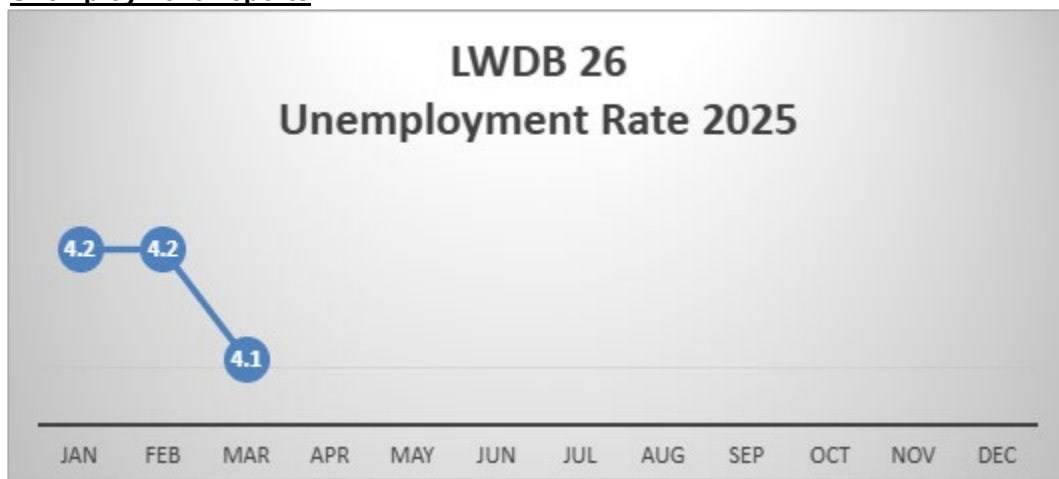 LWDB 26
Unemployment Rate 2025
4.2 4.2
4.1
JAN FEB MAR APR MAY JUN JUL AUG SEP OCT NOV DEC